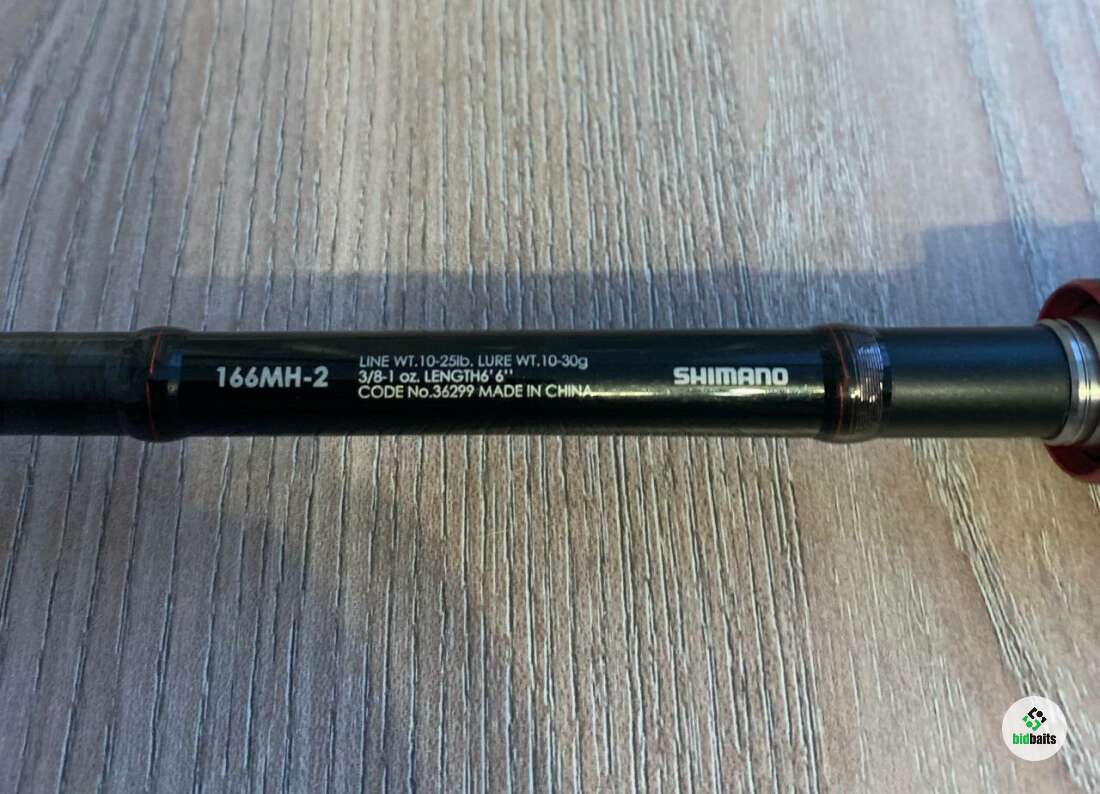 166MH-2
LINE WT.10-25lb, LURE WT.10-30g
3/8-1 oz. LENGTH6'6''
CODE No.36299 MADE IN CHINA
SHIMANO
bidbaits